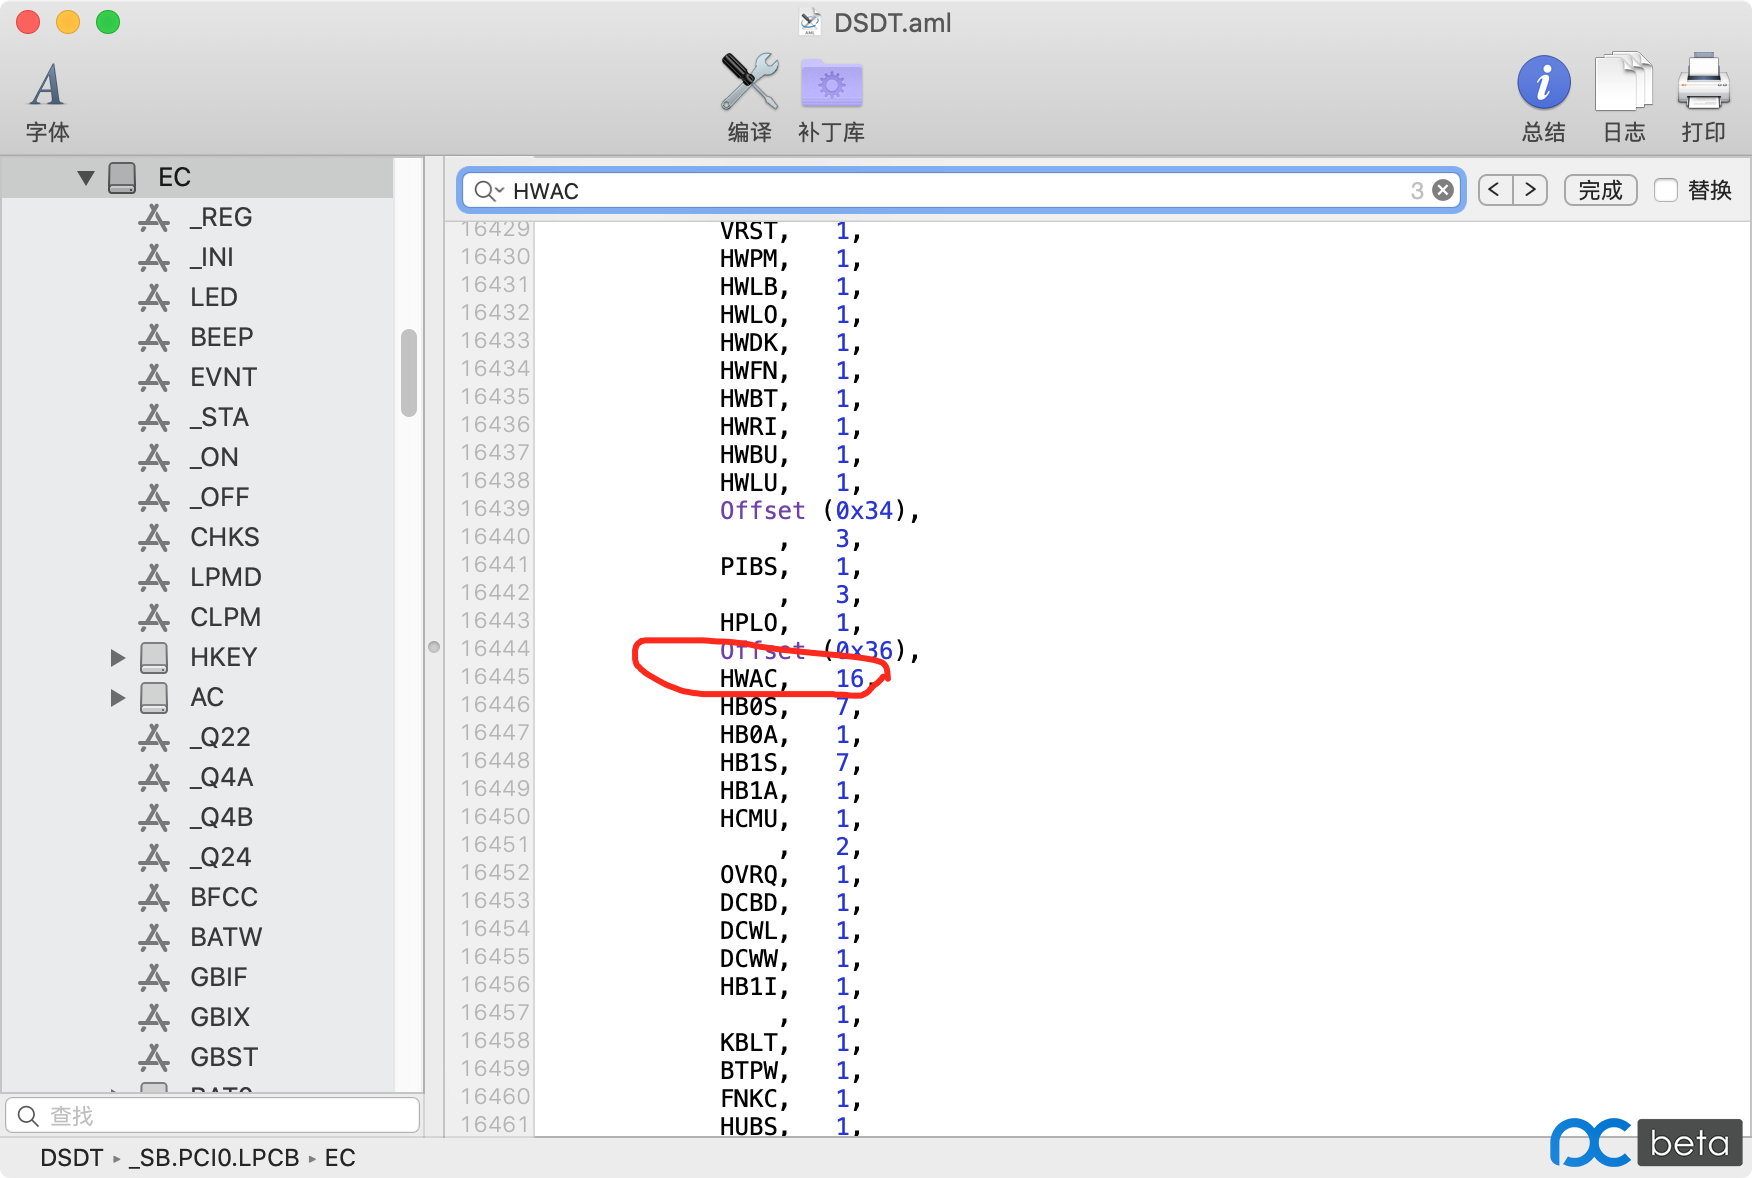 DSDT.aml
字体
编译
补丁库
总结
日志
打印
EC
_REG
_INI
LED
BEEP
EVNT
_STA
_ON
_OFF
CHKS
LPMD
CLPM
HKEY
AC
_Q22
_Q4A
_Q4B
_Q24
BFCC
BATW
GBIF
GBIX
GBST
BAT0
查找
DSDT ▸ _SB.PCI0.LPCB ▸ EC
HWAC 3
< >
完成
替换
16429 VRST, 1,
16430 HWPM, 1,
16431 HWLB, 1,
16432 HWLO, 1,
16433 HWDK, 1,
16434 HWFN, 1,
16435 HWBT, 1,
16436 HWRI, 1,
16437 HWBU, 1,
16438 HWLU, 1,
16439 Offset (0x34),
16440 , 3,
16441 PIBS, 1,
16442 , 3,
16443 HPLO, 1,
16444 Offset (0x36),
16445 HWAC, 16,
16446 HB0S, 7,
16447 HB0A, 1,
16448 HB1S, 7,
16449 HB1A, 1,
16450 HCMU, 1,
16451 , 2,
16452 OVRQ, 1,
16453 DCBD, 1,
16454 DCWL, 1,
16455 DCWW, 1,
16456 HB1I, 1,
16457 , 1,
16458 KBLT, 1,
16459 BTPW, 1,
16460 FNKC, 1,
16461 HUBS, 1,
pc beta